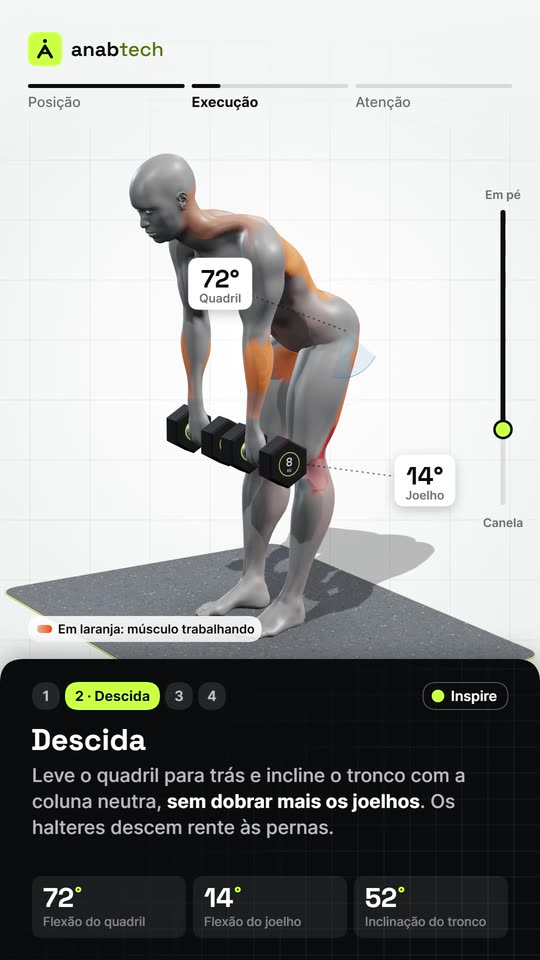 anabtech
Posição Execução Atenção
Em pé
72°
Quadril
8
14°
Joelho
Canela
Em laranja: músculo trabalhando
1 2 · Descida 3 4 Inspire
Descida
Leve o quadril para trás e incline o tronco com a
coluna neutra, sem dobrar mais os joelhos. Os
halteres descem rente às pernas.
72° 14° 52°
Flexão do quadril Flexão do joelho Inclinação do tronco